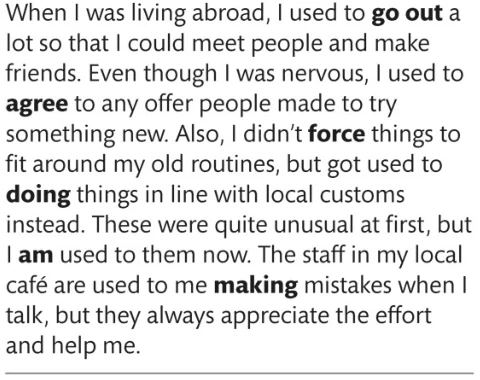 When I was living abroad, I used to go out a
lot so that I could meet people and make
friends. Even though I was nervous, I used to
agree to any offer people made to try
something new. Also, I didn’t force things to
fit around my old routines, but got used to
doing things in line with local customs
instead. These were quite unusual at first, but
I am used to them now. The staff in my local
café are used to me making mistakes when I
talk, but they always appreciate the effort
and help me.